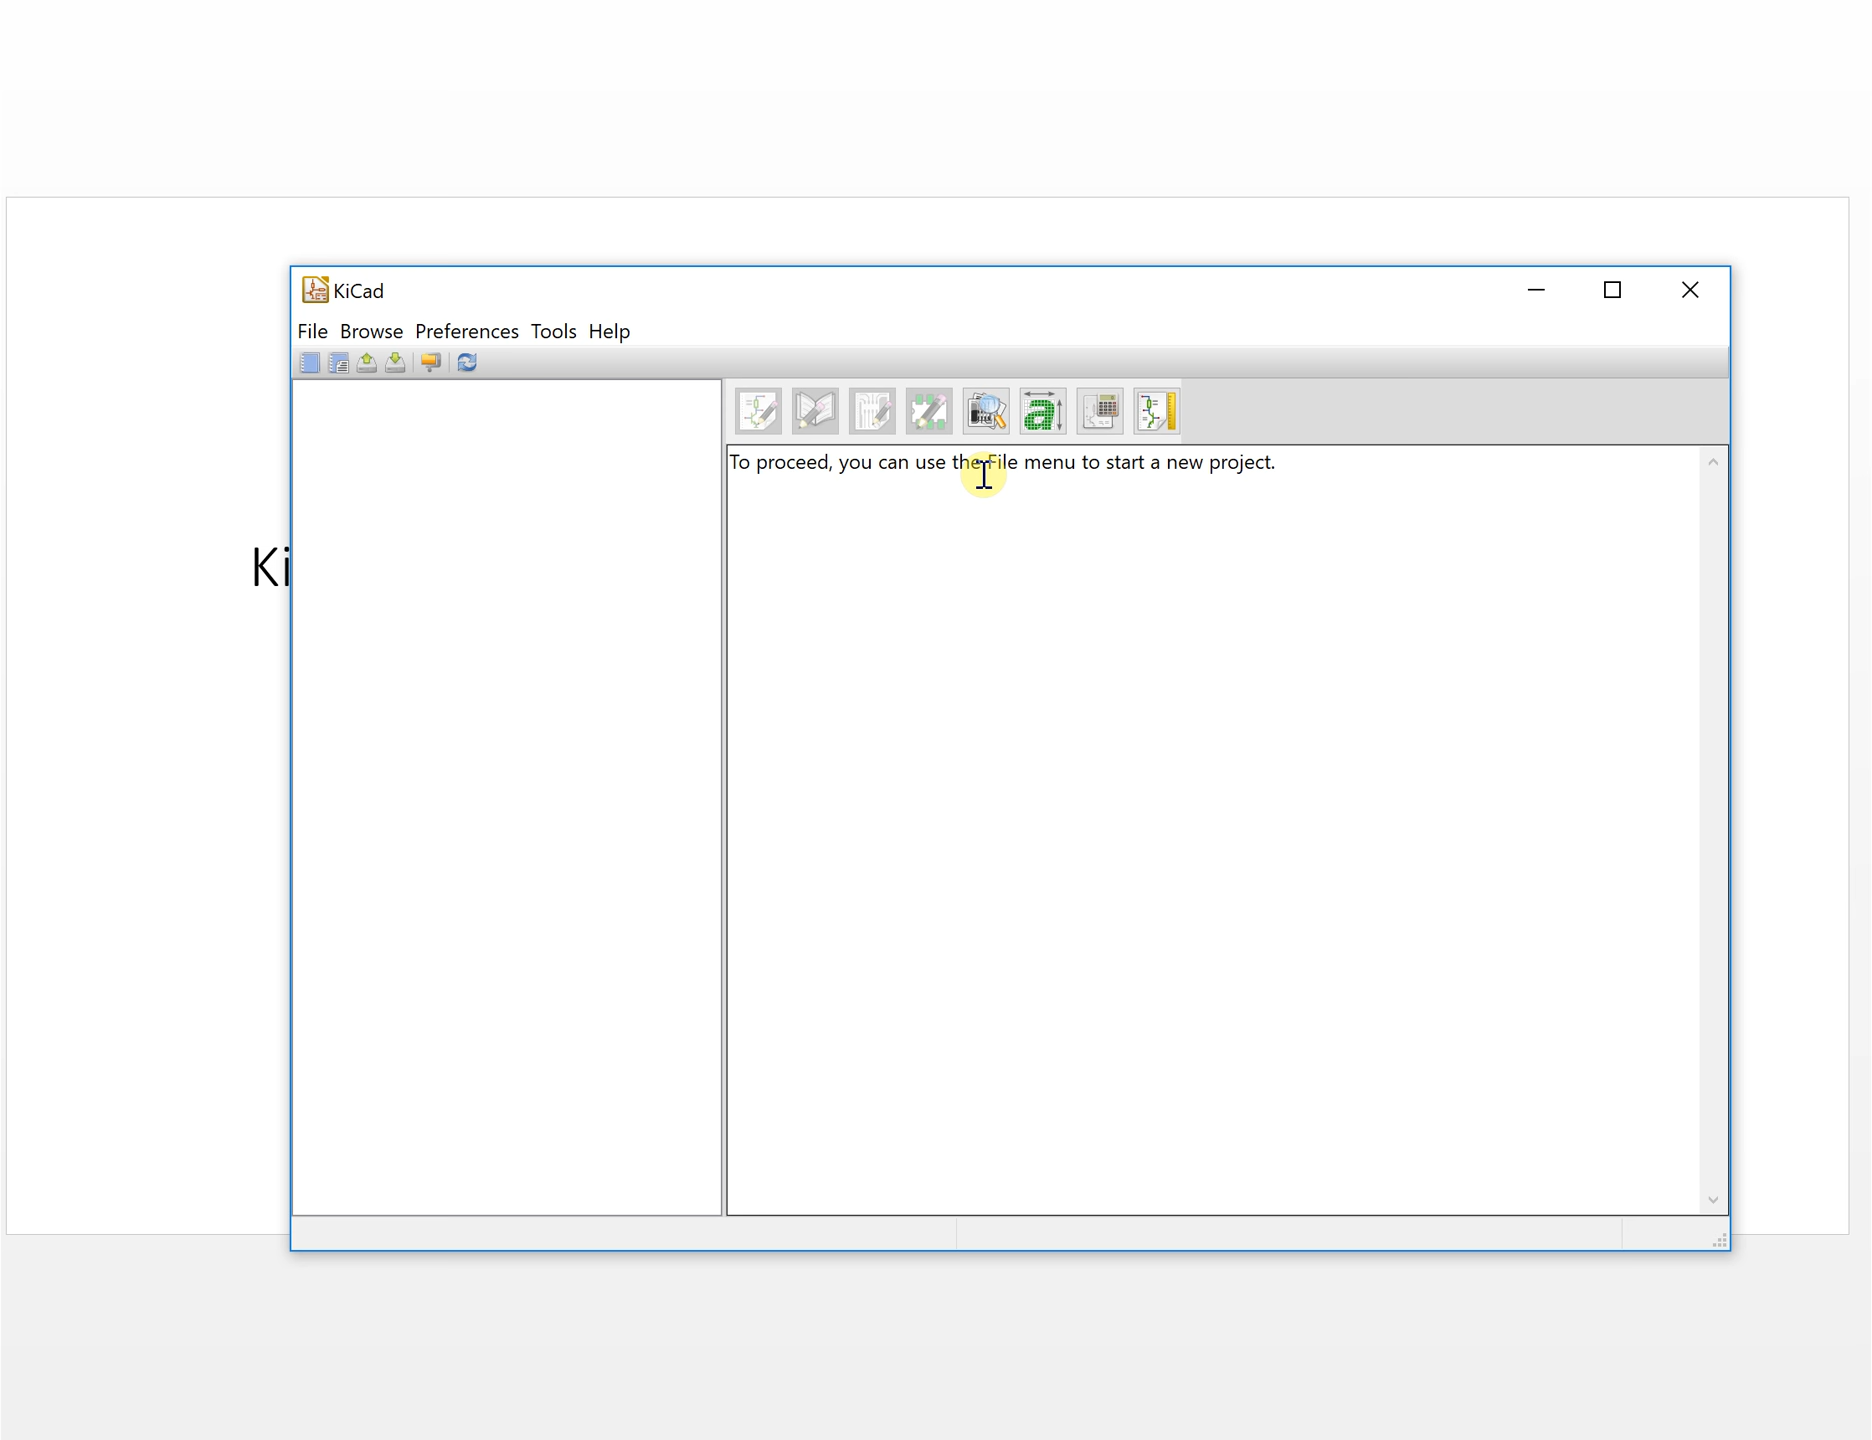 KiCad
File Browse Preferences Tools Help
To proceed, you can use the File menu to start a new project.
Ki